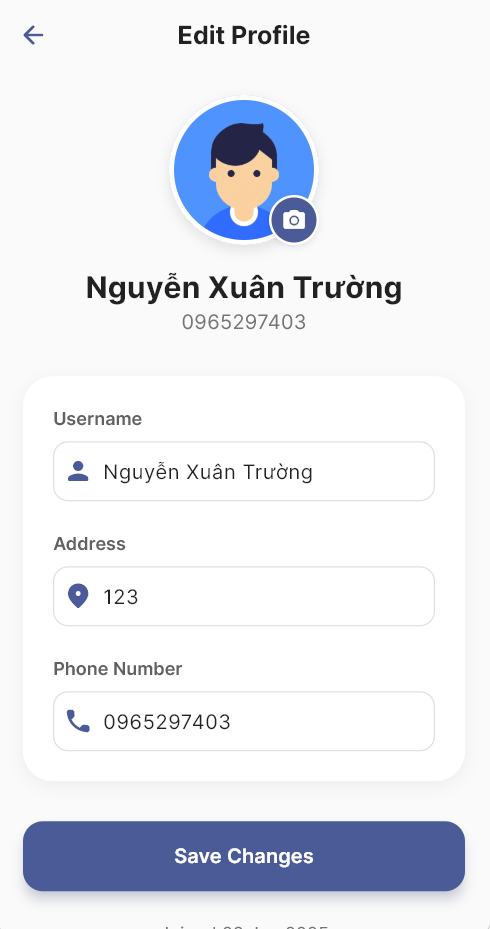 Edit Profile
Nguyễn Xuân Trường
0965297403
Username
Nguyễn Xuân Trường
Address
123
Phone Number
0965297403
Save Changes